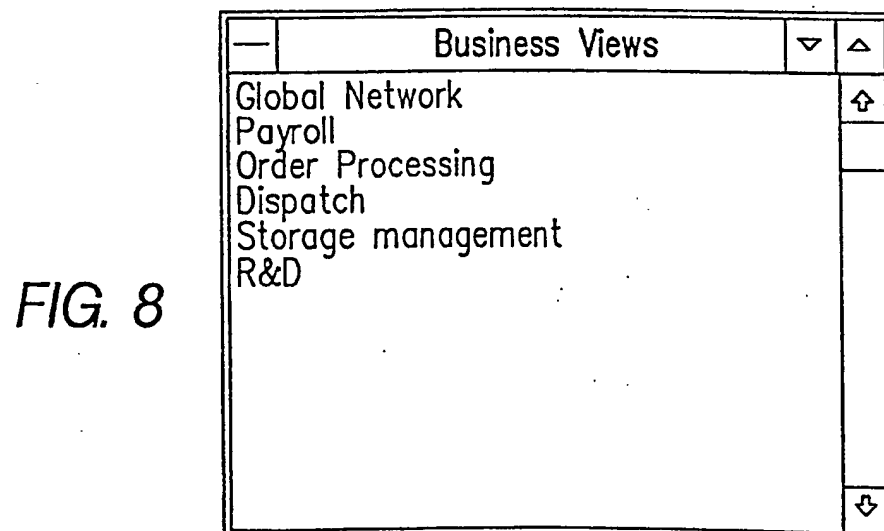 Business Views
Global Network
Payroll
Order Processing
Dispatch
Storage management
R&D
FIG. 8